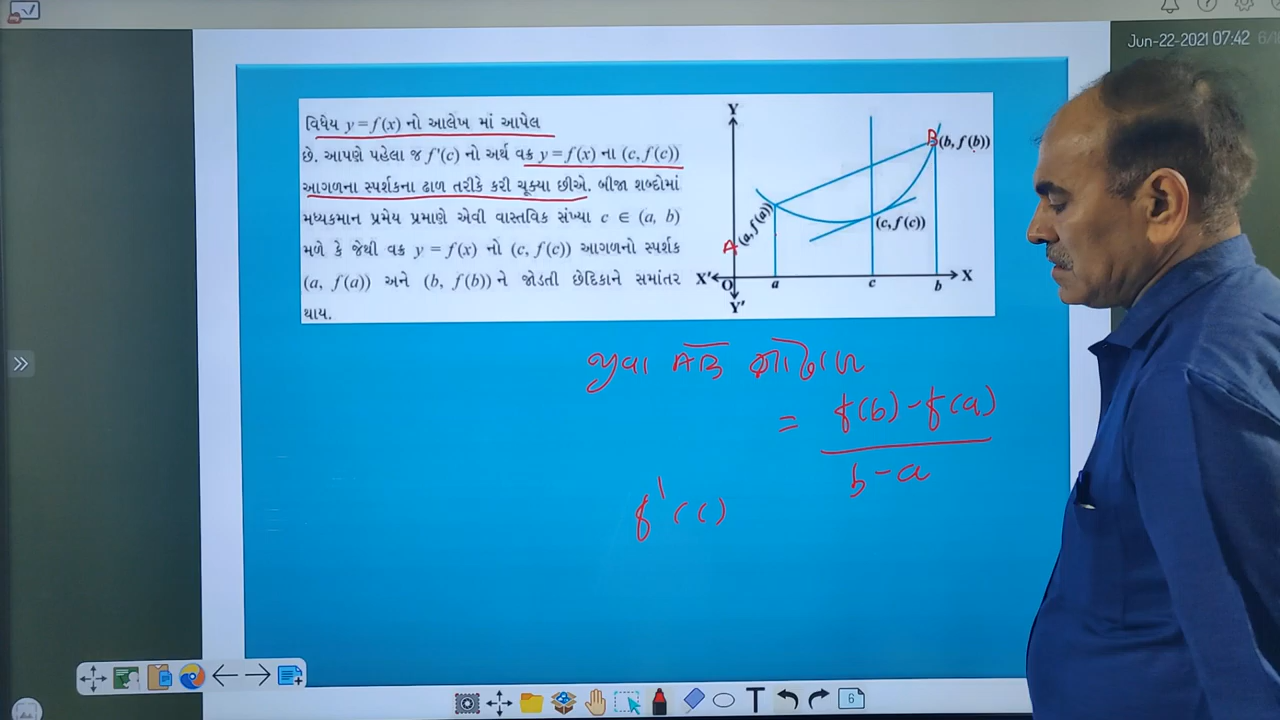 Jun-22-2021 07:42
વિધેય y = f(x) નો આલેખ માં આપેલ
છે. આપણે પહેલા જ f'(c) નો અર્થ વક્ર y = f(x) ના (c, f(c))
આગળના સ્પર્શકના ઢાળ તરીકે કરી ચૂક્યા છીએ. બીજા શબ્દોમાં
મધ્યકમાન પ્રમેય પ્રમાણે એવી વાસ્તવિક સંખ્યા c ∈ (a, b)
મળે કે જેથી વક્ર y = f(x) નો (c, f(c)) આગળનો સ્પર્શક
(a, f(a)) અને (b, f(b)) ને જોડતી છેદિકાને સમાંતર
થાય.
Y
B (b, f(b))
A (a, f(a))
(c, f(c))
X' O a c b X
Y'
જીવા AB નો ઢાળ
= f(b) - f(a)
b - a
f'(c)
T
6